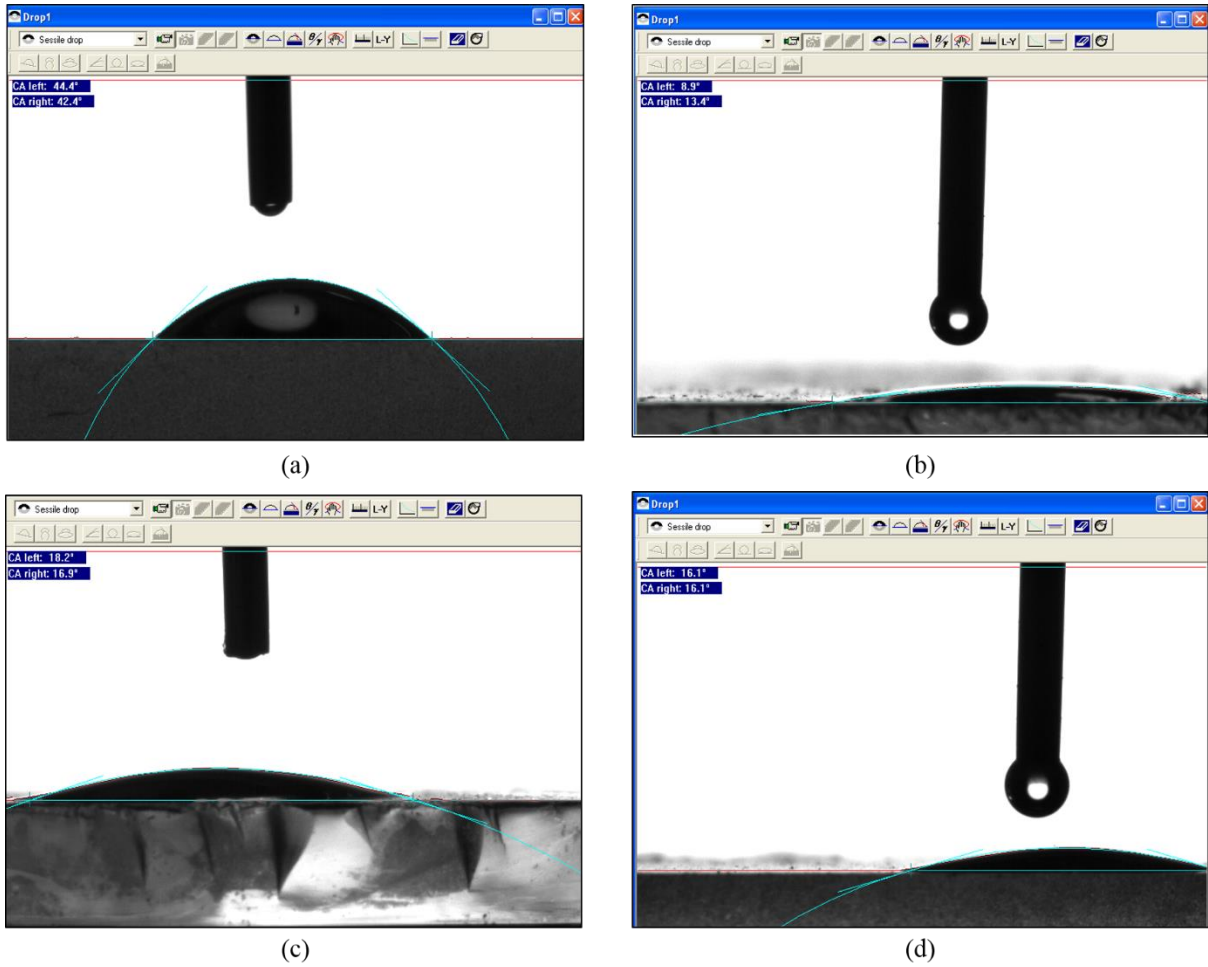 Drop1
Sessile drop
θ/γ
L-Y
CA left: 44.4°
CA right: 42.4°
(a)
Drop1
Sessile drop
θ/γ
L-Y
CA left: 8.9°
CA right: 13.4°
(b)
Sessile drop
θ/γ
L-Y
CA left: 18.2°
CA right: 16.9°
(c)
Drop1
Sessile drop
θ/γ
L-Y
CA left: 16.1°
CA right: 16.1°
(d)